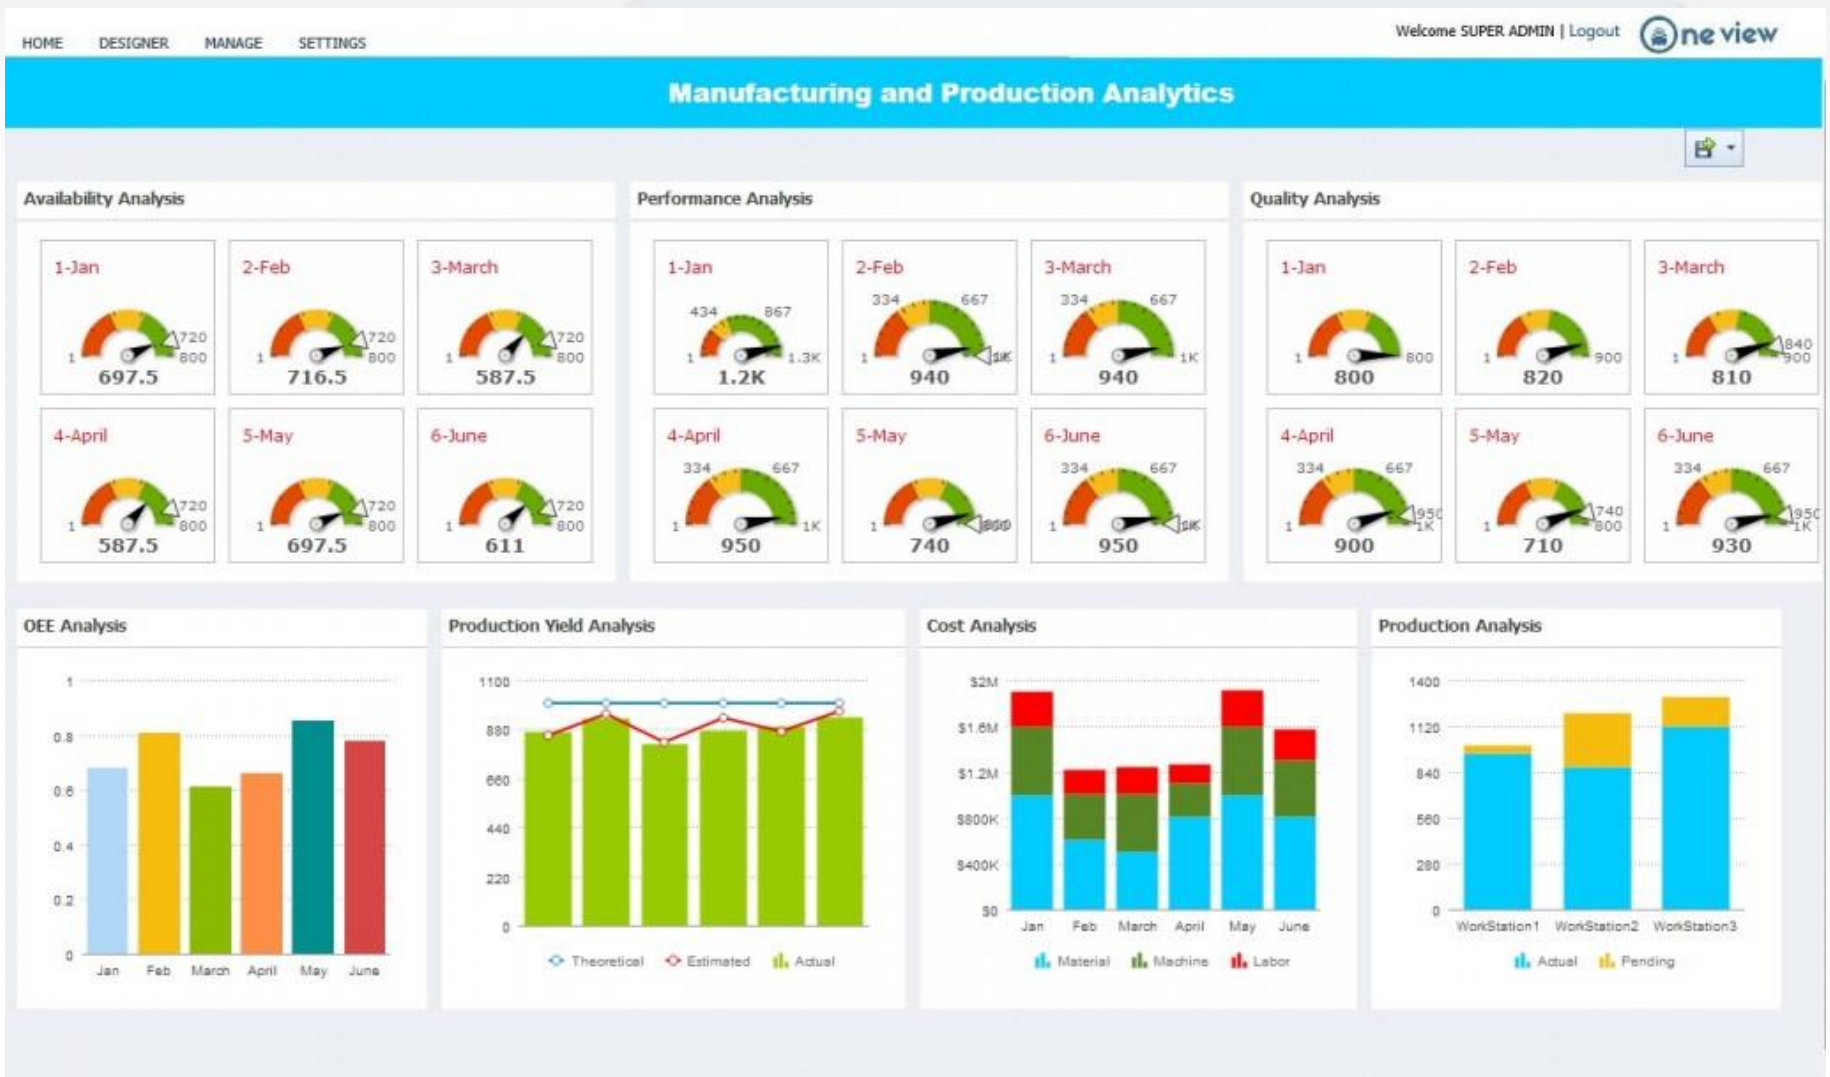 HOME DESIGNER MANAGE SETTINGS
Welcome SUPER ADMIN | Logout
One view
Manufacturing and Production Analytics
Availability Analysis
1-Jan
1
720
800
697.5
2-Feb
1
720
800
716.5
3-March
1
720
800
587.5
4-April
1
720
800
587.5
5-May
1
720
800
697.5
6-June
1
720
800
611
Performance Analysis
1-Jan
434 867
1 1.3K
1.2K
2-Feb
334 667
1
940
3-March
334 667
1 1K
940
4-April
334 667
1 1K
950
5-May
1
740
6-June
334 667
1
950
Quality Analysis
1-Jan
1 800
800
2-Feb
1 900
820
3-March
840
1 900
810
4-April
334 667
950
1 1K
900
5-May
740
1 800
710
6-June
334 667
950
1 1K
930
OEE Analysis
1
0.8
0.6
0.4
0.2
0
Jan Feb March April May June
Production Yield Analysis
1100
880
660
440
220
0
Theoretical Estimated Actual
Cost Analysis
$2M
$1.6M
$1.2M
$800K
$400K
$0
Jan Feb March April May June
Material Machine Labor
Production Analysis
1400
1120
840
560
280
0
WorkStation1 WorkStation2 WorkStation3
Actual Pending